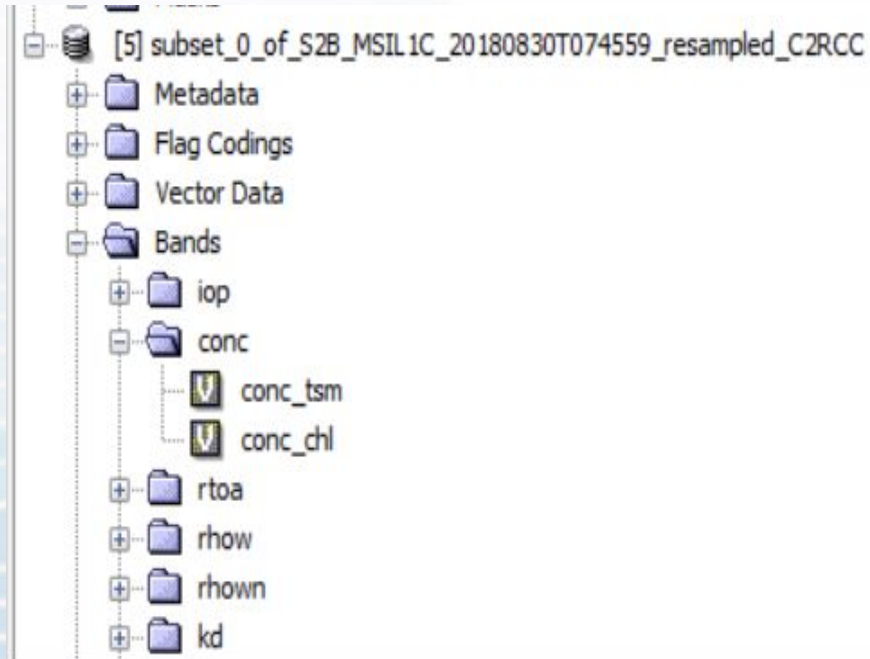 [5] subset_0_of_S2B_MSIL1C_20180830T074559_resampled_C2RCC
Metadata
Flag Codings
Vector Data
Bands
iop
conc
conc_tsm
conc_chl
rtoa
rhow
rhown
kd